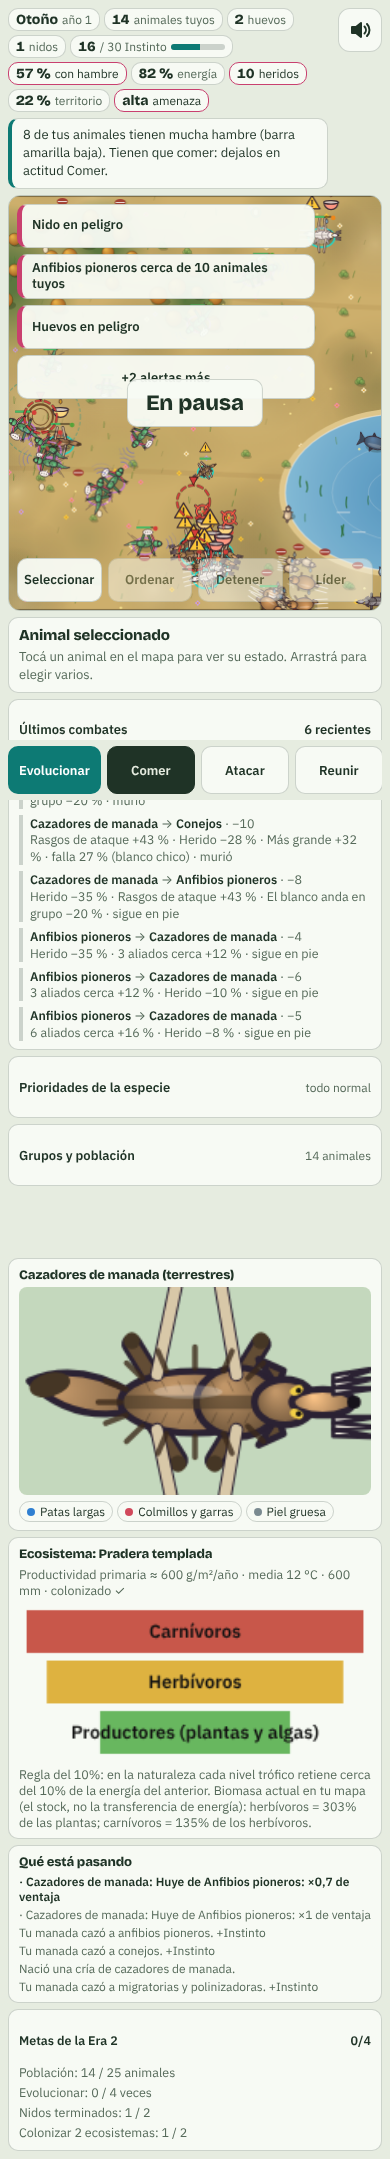 Otoño año 1
14 animales tuyos
2 huevos
1 nidos
16 / 30 Instinto
57 % con hambre
82 % energía
10 heridos
22 % territorio
alta amenaza
8 de tus animales tienen mucha hambre (barra
amarilla baja). Tienen que comer: dejalos en
actitud Comer.
Nido en peligro
Anfibios pioneros cerca de 10 animales
tuyos
Huevos en peligro
+2 alertas más
En pausa
Seleccionar
Ordenar
Detener
Líder
Animal seleccionado
Tocá un animal en el mapa para ver su estado. Arrastrá para
elegir varios.
Últimos combates 6 recientes
Evolucionar
Comer
Atacar
Reunir
grupo −20 % · murió
Cazadores de manada → Conejos · −10
Rasgos de ataque +43 % · Herido −28 % · Más grande +32
% · falla 27 % (blanco chico) · murió
Cazadores de manada → Anfibios pioneros · −8
Herido −35 % · Rasgos de ataque +43 % · El blanco anda en
grupo −20 % · sigue en pie
Anfibios pioneros → Cazadores de manada · −4
Herido −35 % · 3 aliados cerca +12 % · sigue en pie
Anfibios pioneros → Cazadores de manada · −6
3 aliados cerca +12 % · Herido −10 % · sigue en pie
Anfibios pioneros → Cazadores de manada · −5
6 aliados cerca +16 % · Herido −8 % · sigue en pie
Prioridades de la especie todo normal
Grupos y población 14 animales
Cazadores de manada (terrestres)
Patas largas
Colmillos y garras
Piel gruesa
Ecosistema: Pradera templada
Productividad primaria ≈ 600 g/m²/año · media 12 °C · 600
mm · colonizado ✓
Carnívoros
Herbívoros
Productores (plantas y algas)
Regla del 10%: en la naturaleza cada nivel trófico retiene cerca
del 10% de la energía del anterior. Biomasa actual en tu mapa
(el stock, no la transferencia de energía): herbívoros = 303%
de las plantas; carnívoros = 135% de los herbívoros.
Qué está pasando
· Cazadores de manada: Huye de Anfibios pioneros: ×0,7 de
ventaja
· Cazadores de manada: Huye de Anfibios pioneros: ×1 de ventaja
Tu manada cazó a anfibios pioneros. +Instinto
Tu manada cazó a conejos. +Instinto
Nació una cría de cazadores de manada.
Tu manada cazó a migratorias y polinizadoras. +Instinto
Metas de la Era 2 0/4
Población: 14 / 25 animales
Evolucionar: 0 / 4 veces
Nidos terminados: 1 / 2
Colonizar 2 ecosistemas: 1 / 2